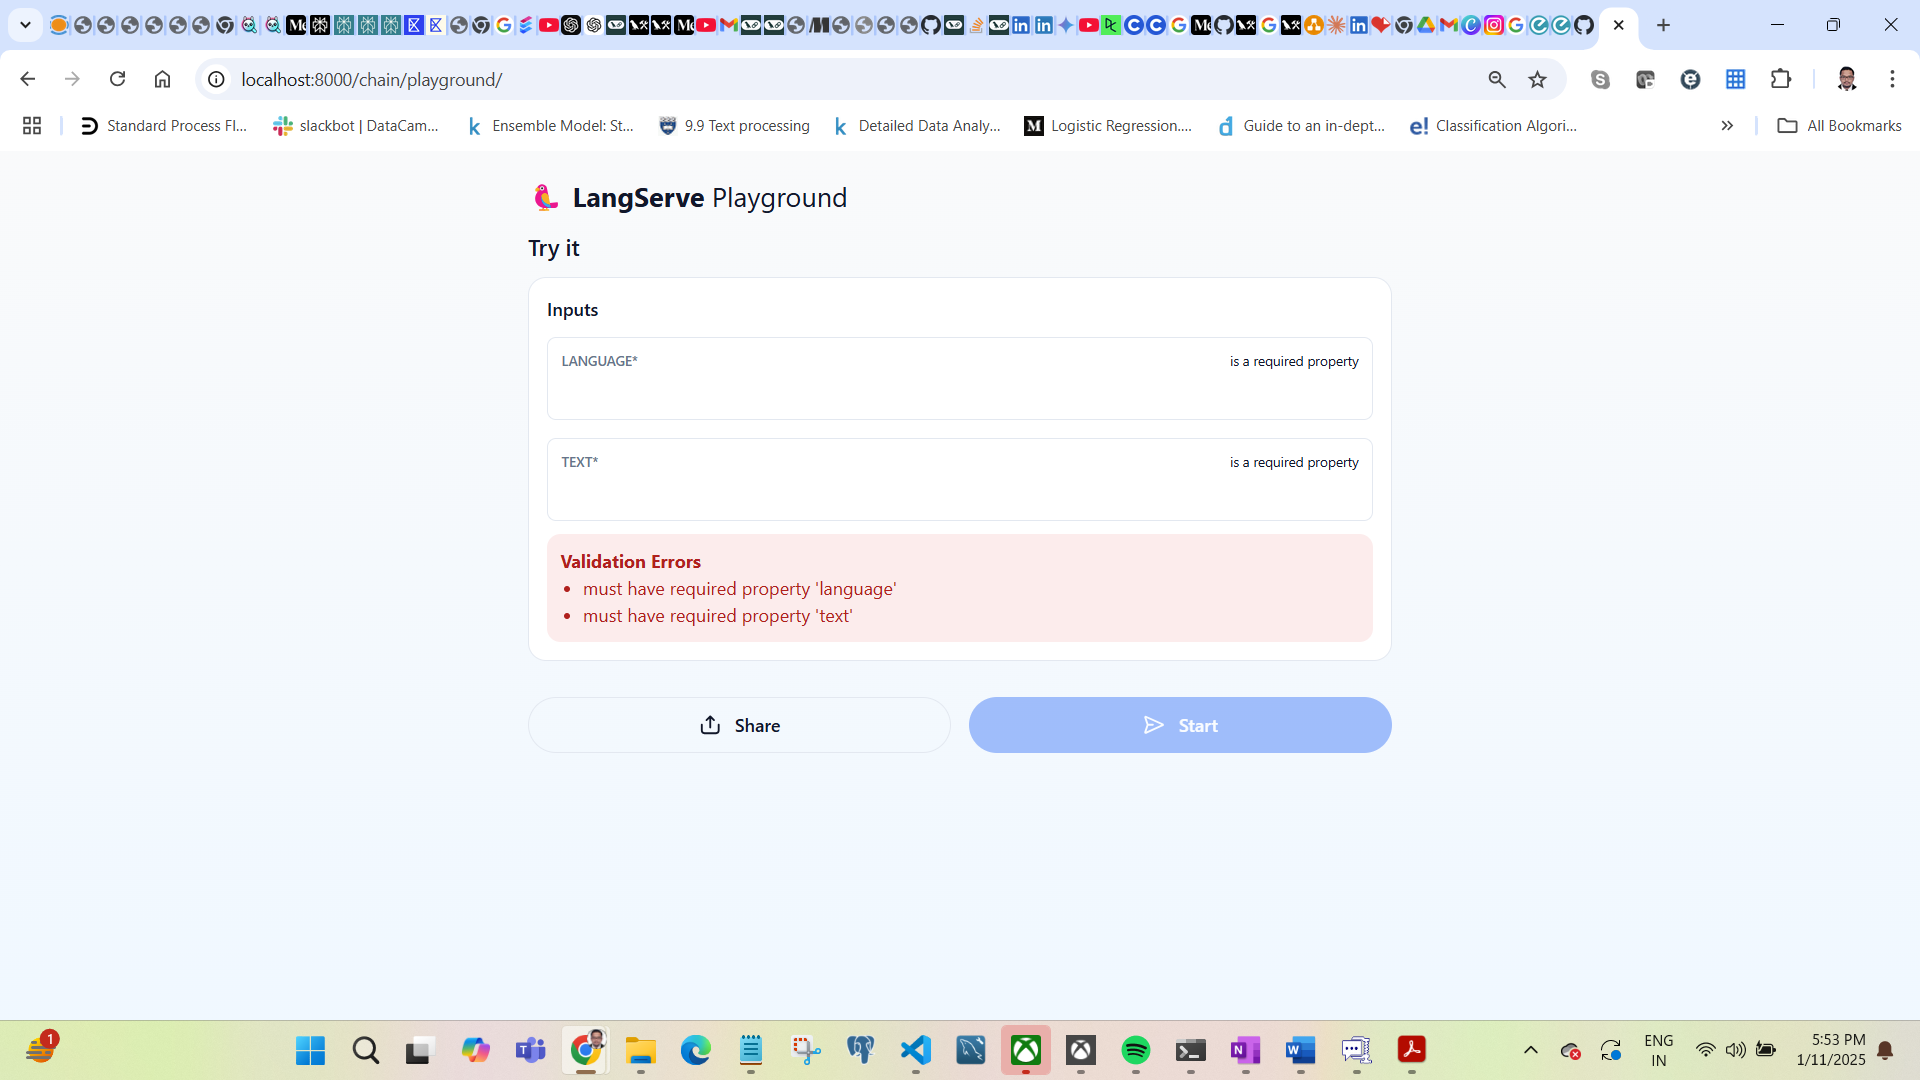 localhost:8000/chain/playground/
Standard Process Fl...
slackbot | DataCam...
Ensemble Model: St...
9.9 Text processing
Detailed Data Analy...
Logistic Regression....
Guide to an in-dept...
Classification Algori...
All Bookmarks
LangServe Playground
Try it
Inputs
LANGUAGE*
is a required property
TEXT*
is a required property
Validation Errors
must have required property 'language'
must have required property 'text'
Share
Start
1
ENG
IN
5:53 PM
1/11/2025